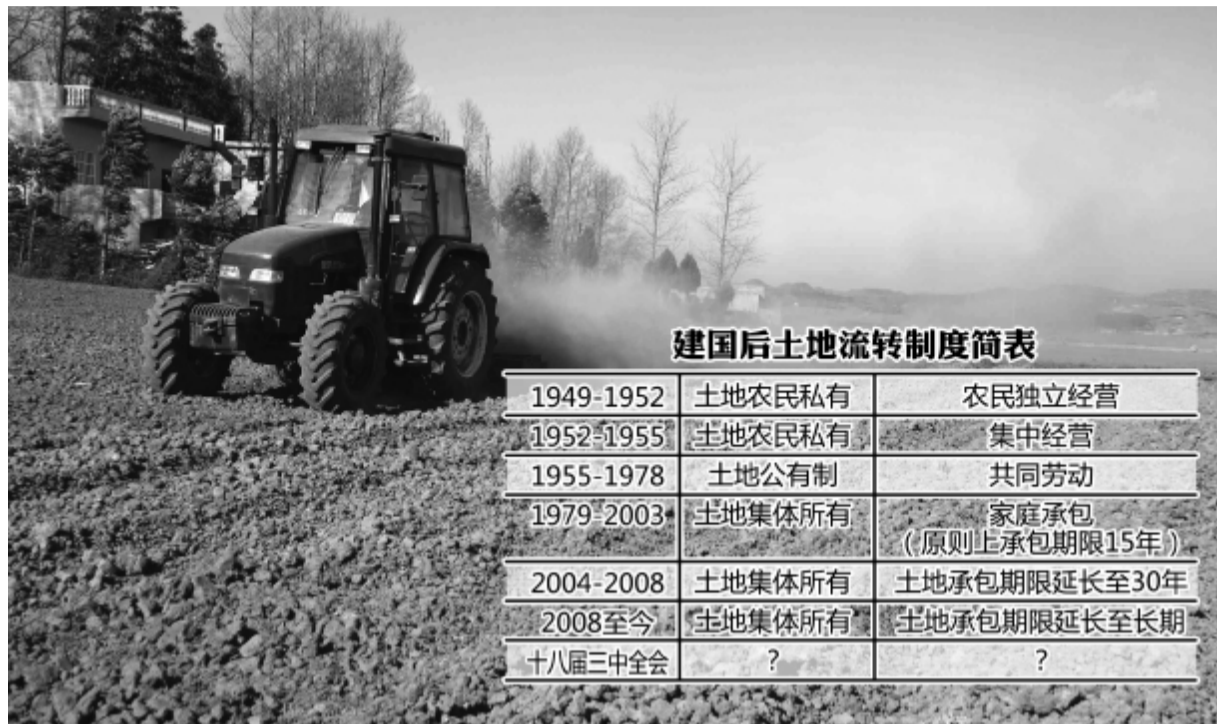 建国后土地流转制度简表
1949-1952 土地农民私有 农民独立经营
1952-1955 土地农民私有 集中经营
1955-1978 土地公有制 共同劳动
1979-2003 土地集体所有 家庭承包
(原则上承包期限15年)
2004-2008 土地集体所有 土地承包期限延长至30年
2008至今 土地集体所有 土地承包期限延长至长期
十八届三中全会 ? ?